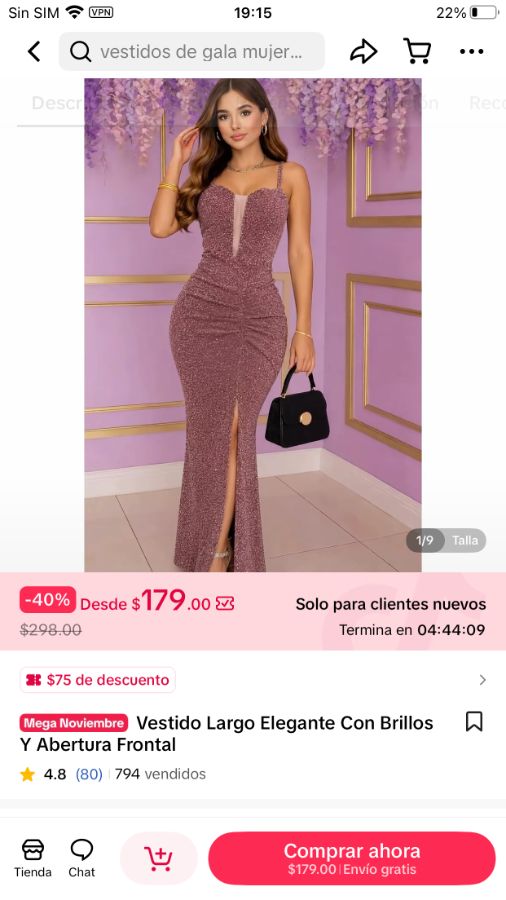 Sin SIM VPN 19:15 22%
vestidos de gala mujer...
1/9 Talla
-40% Desde $179.00 Solo para clientes nuevos
$298.00 Termina en 04:44:09
$75 de descuento
Mega Noviembre Vestido Largo Elegante Con Brillos
Y Abertura Frontal
4.8 (80) 794 vendidos
Tienda Chat Comprar ahora
$179.00 Envío gratis